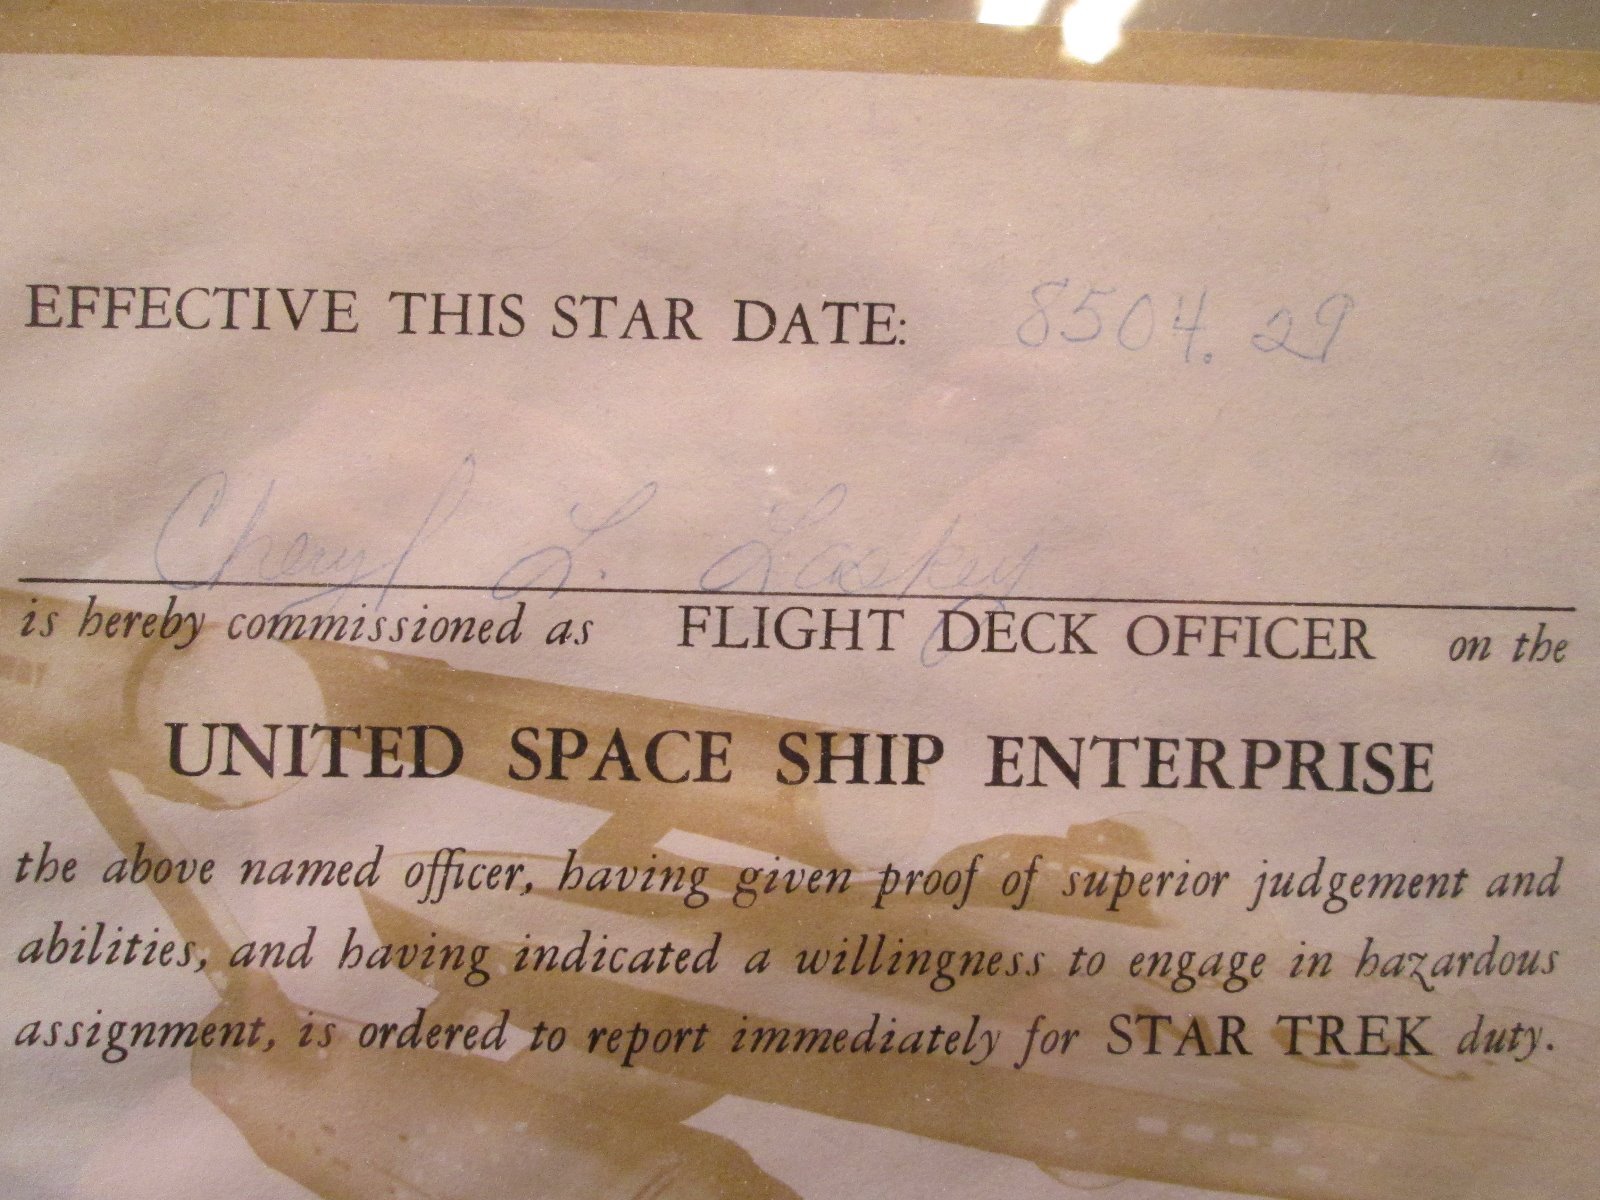 EFFECTIVE THIS STAR DATE: 8504.29
Cheryl L. Laskey
is hereby commissioned as FLIGHT DECK OFFICER on the
UNITED SPACE SHIP ENTERPRISE
the above named officer, having given proof of superior judgement and
abilities, and having indicated a willingness to engage in hazardous
assignment, is ordered to report immediately for STAR TREK duty.